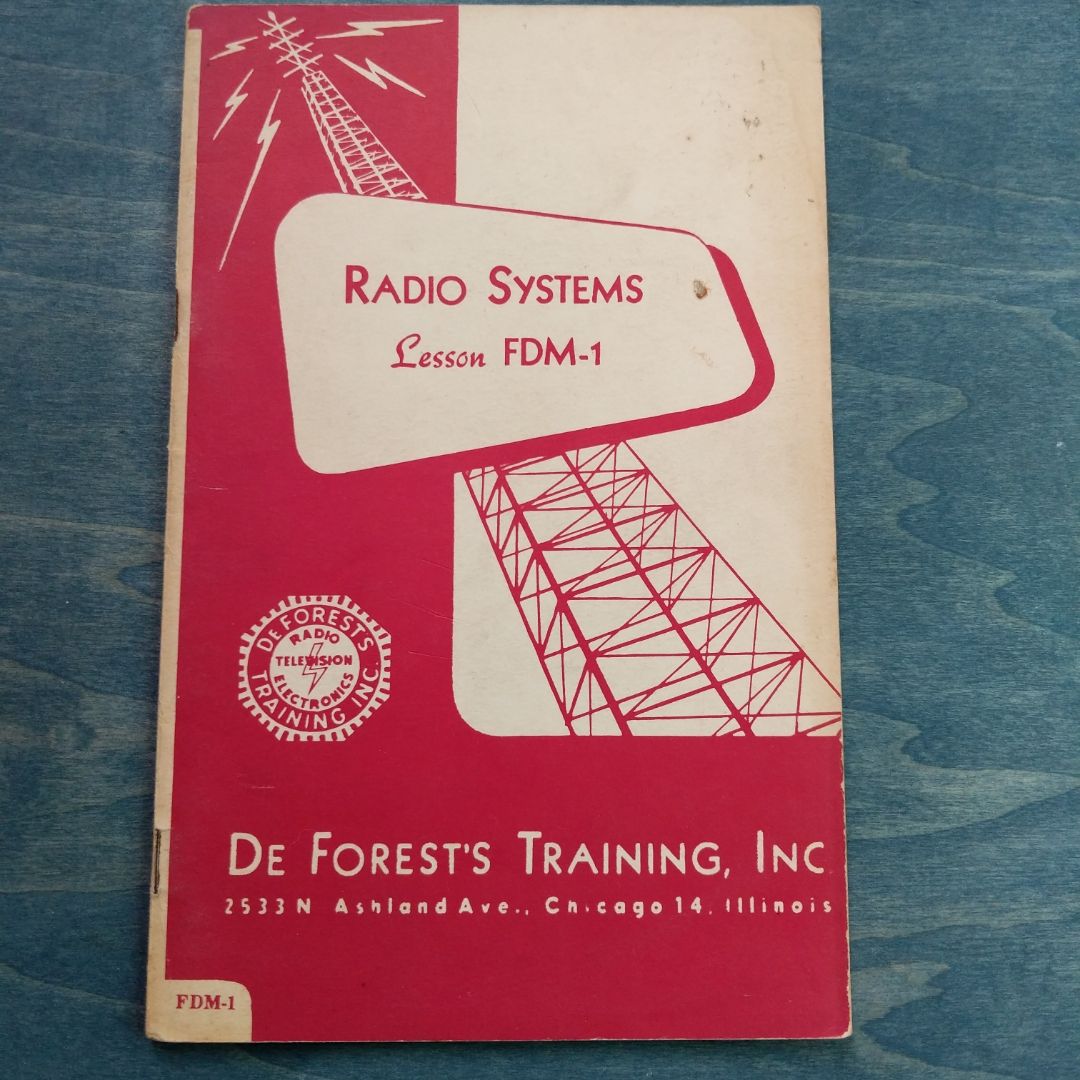 RADIO SYSTEMS
Lesson FDM-1
DE FOREST'S
TRAINING INC.
RADIO
TELEVISION
ELECTRONICS
DE FOREST'S TRAINING, INC
2533 N Ashland Ave., Chicago 14, Illinois
FDM-1